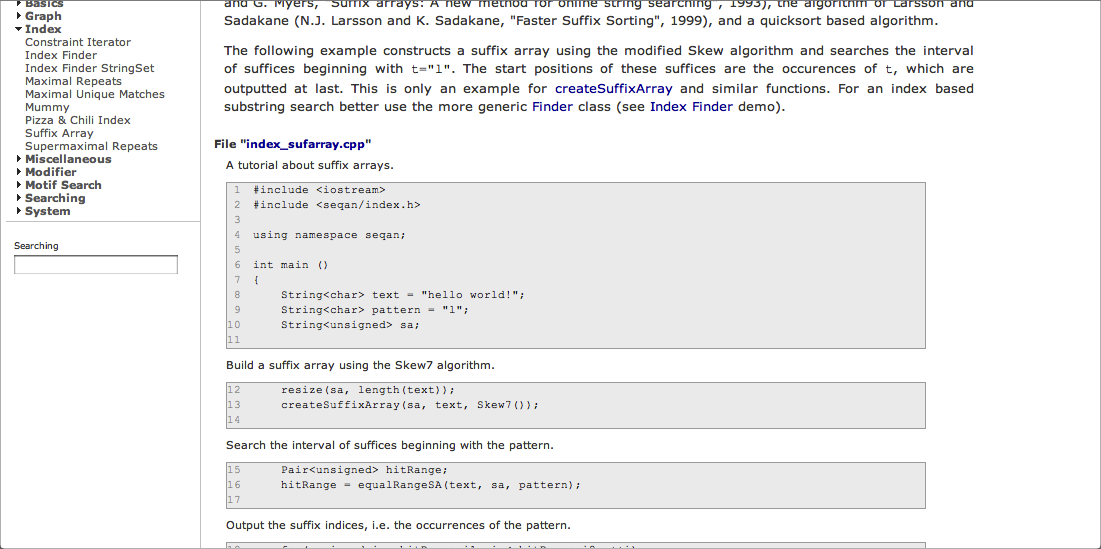 Basics
Graph
Index
Constraint Iterator
Index Finder
Index Finder StringSet
Maximal Repeats
Maximal Unique Matches
Mummy
Pizza & Chili Index
Suffix Array
Supermaximal Repeats
Miscellaneous
Modifier
Motif Search
Searching
System
Searching
and G. Myers, "Suffix arrays: A new method for online string searching", 1993), the algorithm of Larsson and
Sadakane (N.J. Larsson and K. Sadakane, "Faster Suffix Sorting", 1999), and a quicksort based algorithm.
The following example constructs a suffix array using the modified Skew algorithm and searches the interval
of suffices beginning with t="l". The start positions of these suffices are the occurences of t, which are
outputted at last. This is only an example for createSuffixArray and similar functions. For an index based
substring search better use the more generic Finder class (see Index Finder demo).
File "index_sufarray.cpp"
A tutorial about suffix arrays.
1 #include <iostream>
2 #include <seqan/index.h>
3
4 using namespace seqan;
5
6 int main ()
7 {
8 String<char> text = "hello world!";
9 String<char> pattern = "l";
10 String<unsigned> sa;
11
Build a suffix array using the Skew7 algorithm.
12 resize(sa, length(text));
13 createSuffixArray(sa, text, Skew7());
14
Search the interval of suffices beginning with the pattern.
15 Pair<unsigned> hitRange;
16 hitRange = equalRangeSA(text, sa, pattern);
17
Output the suffix indices, i.e. the occurrences of the pattern.